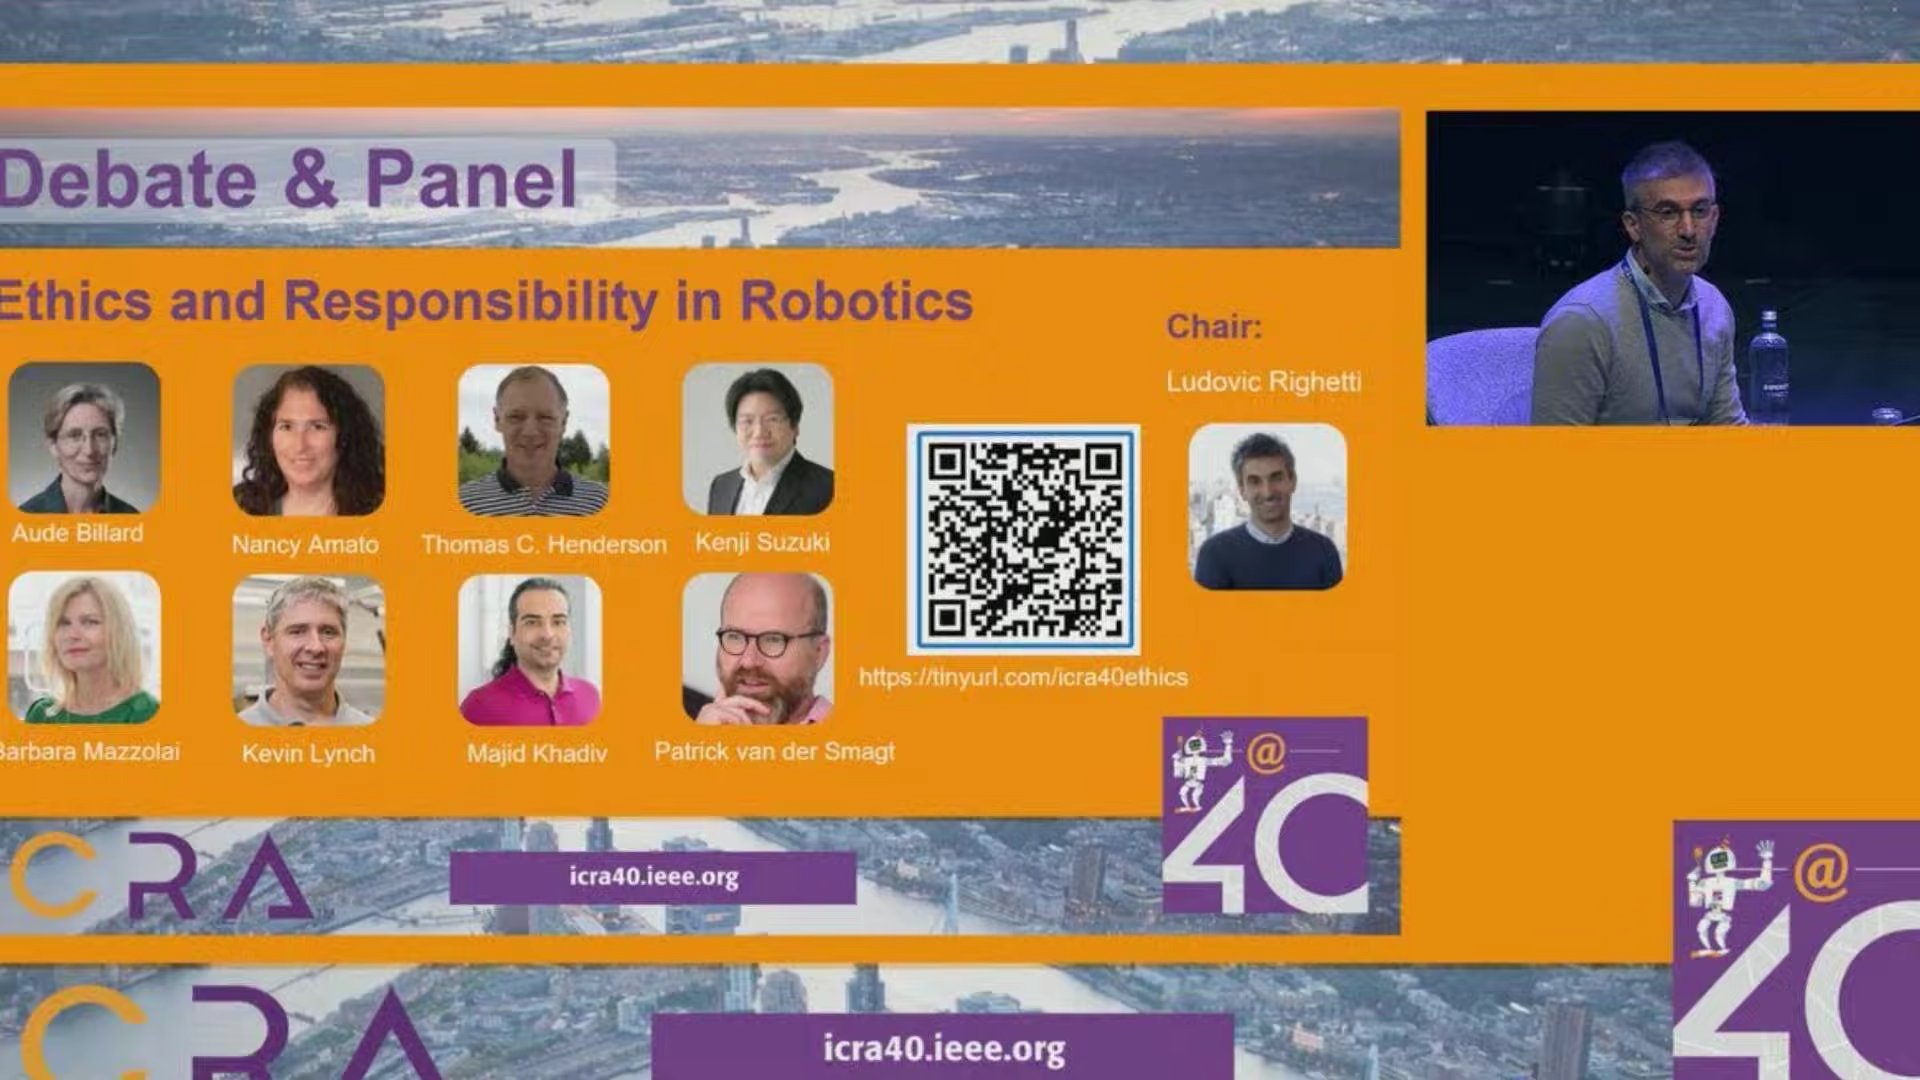 Debate & Panel
Ethics and Responsibility in Robotics
Chair:
Ludovic Righetti
Aude Billard
Nancy Amato
Thomas C. Henderson
Kenji Suzuki
https://tinyurl.com/icra40ethics
Barbara Mazzolai
Kevin Lynch
Majid Khadiv
Patrick van der Smagt
@
40
CRA
icra40.ieee.org
@
40
CRA
icra40.ieee.org